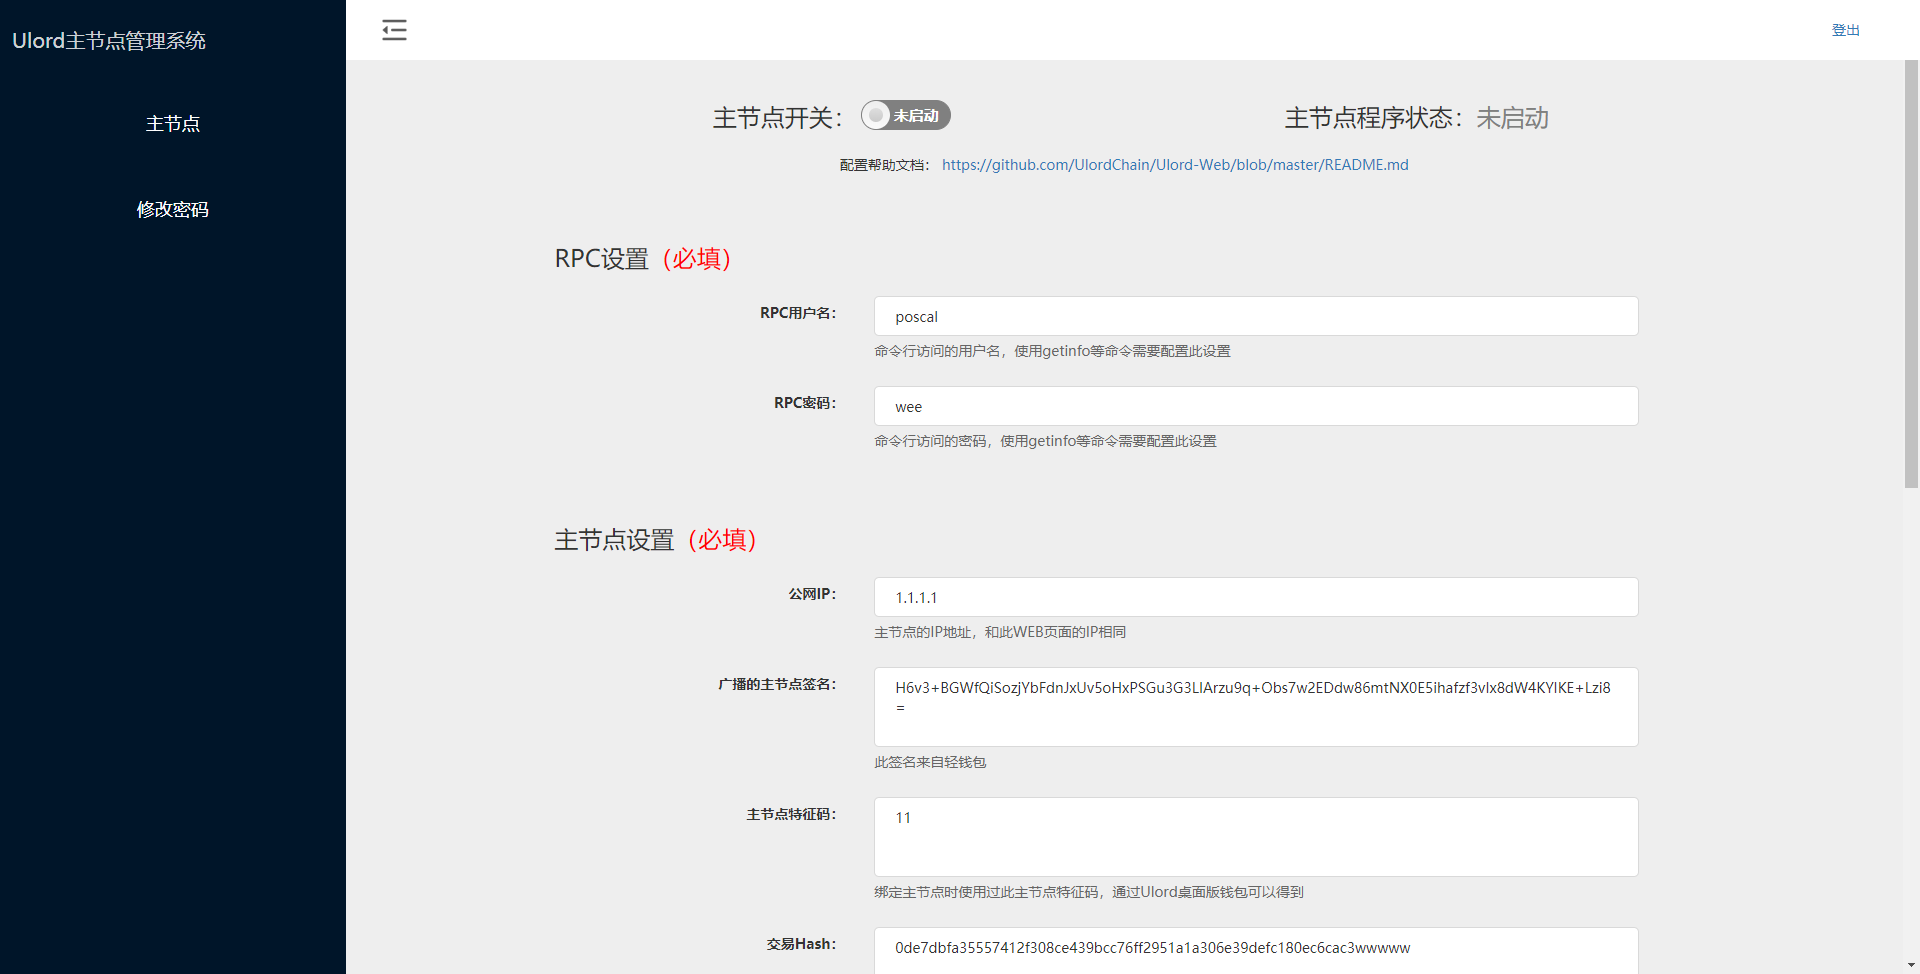 Ulord主节点管理系统
登出
主节点
修改密码
主节点开关：
未启动
主节点程序状态：未启动
配置帮助文档： https://github.com/UlordChain/Ulord-Web/blob/master/README.md
RPC设置（必填）
RPC用户名：
poscal
命令行访问的用户名，使用getinfo等命令需要配置此设置
RPC密码：
wee
命令行访问的密码，使用getinfo等命令需要配置此设置
主节点设置（必填）
公网IP：
1.1.1.1
主节点的IP地址，和此WEB页面的IP相同
广播的主节点签名：
H6v3+BGWfQiSozjYbFdnJxUv5oHxPSGu3G3LIArzu9q+Obs7w2EDdw86mtNX0E5ihafzf3vIx8dW4KYIKE+Lzi8
=
此签名来自轻钱包
主节点特征码：
11
绑定主节点时使用过此主节点特征码，通过Ulord桌面版钱包可以得到
交易Hash：
0de7dbfa35557412f308ce439bcc76ff2951a1a306e39defc180ec6cac3wwwww